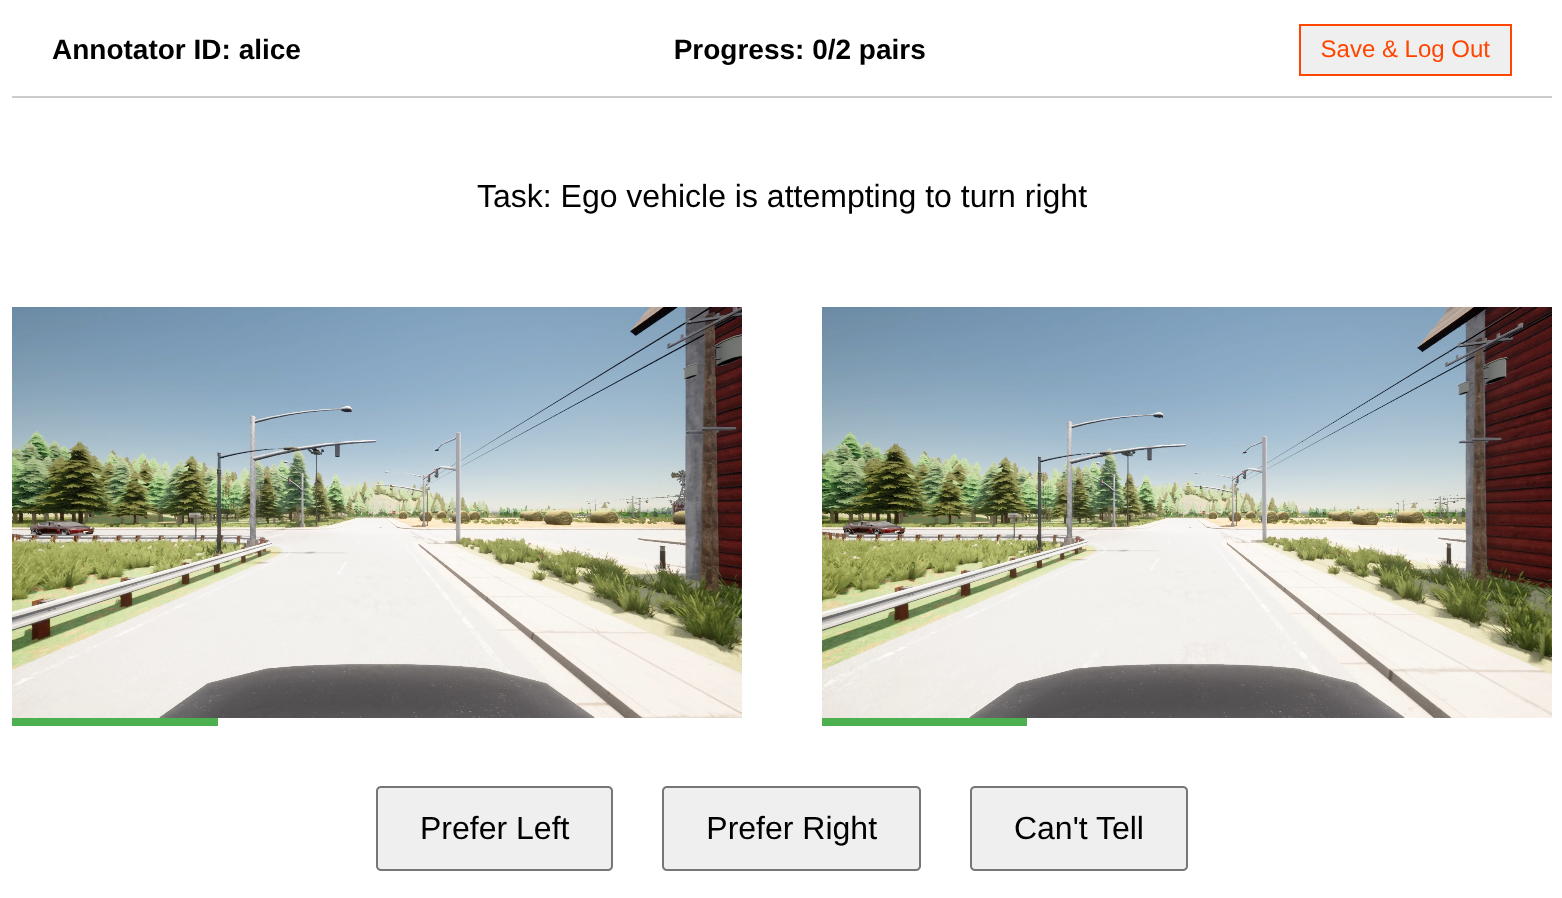 Annotator ID: alice
Progress: 0/2 pairs
Save & Log Out
Task: Ego vehicle is attempting to turn right
Prefer Left
Prefer Right
Can't Tell